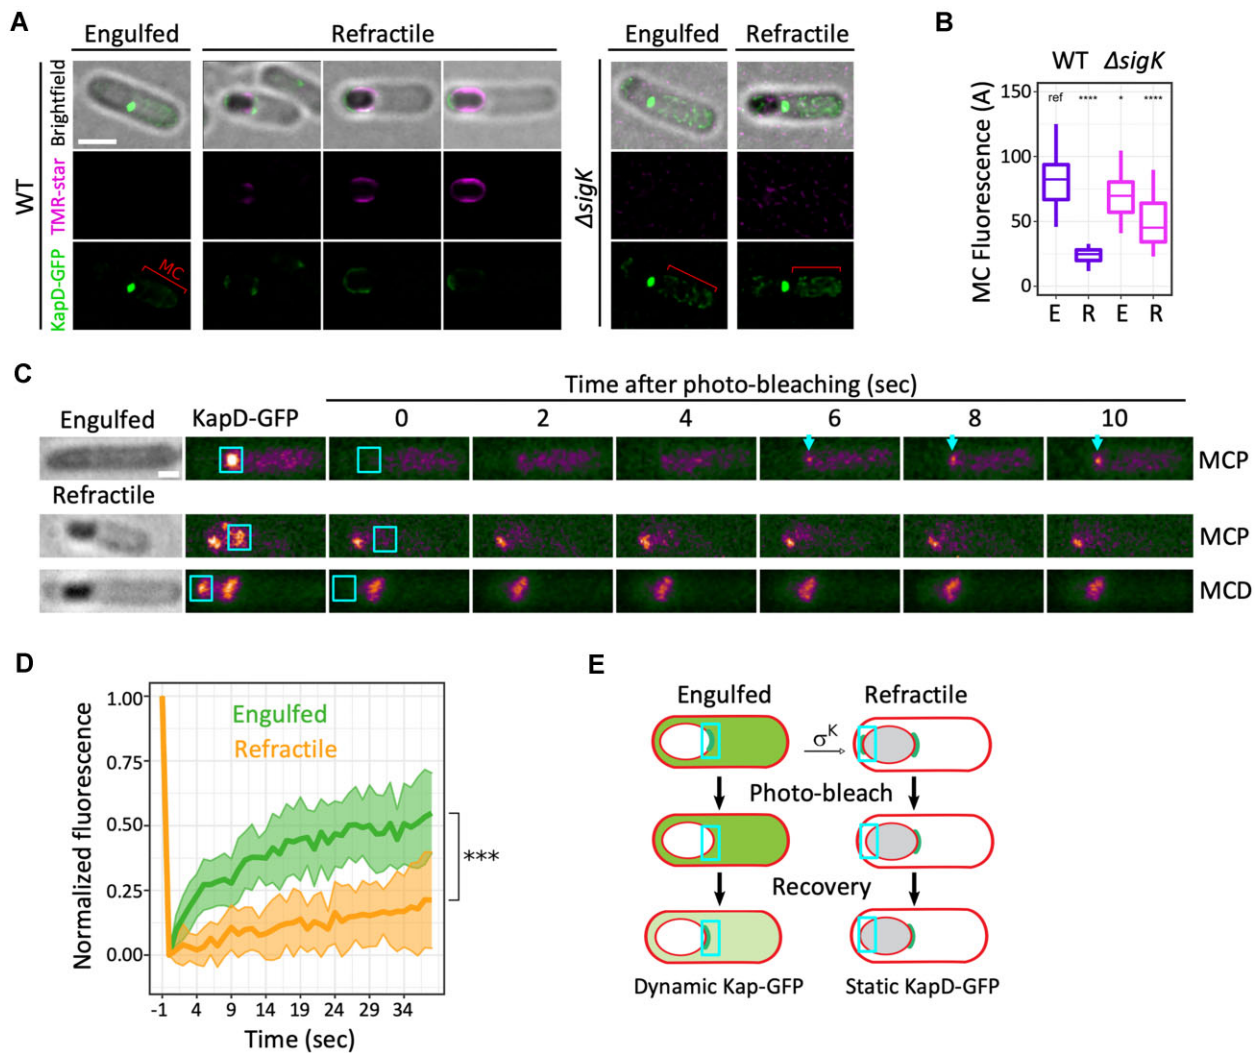 A
Engulfed
Refractile
Engulfed
Refractile
WT
Brightfield
TMR-star
KapD-GFP
MC
ΔsigK
B
WT ΔsigK
MC Fluorescence (A)
150
100
50
0
ref **** * ****
E R E R
C
Time after photo-bleaching (sec)
Engulfed KapD-GFP 0 2 4 6 8 10
MCP
Refractile
MCP
MCD
D
Normalized fluorescence
1.00
0.75
0.50
0.25
0.00
Engulfed
Refractile
***
-1 4 9 14 19 24 29 34
Time (sec)
E
Engulfed Refractile
σK
Photo-bleach
Recovery
Dynamic Kap-GFP Static KapD-GFP